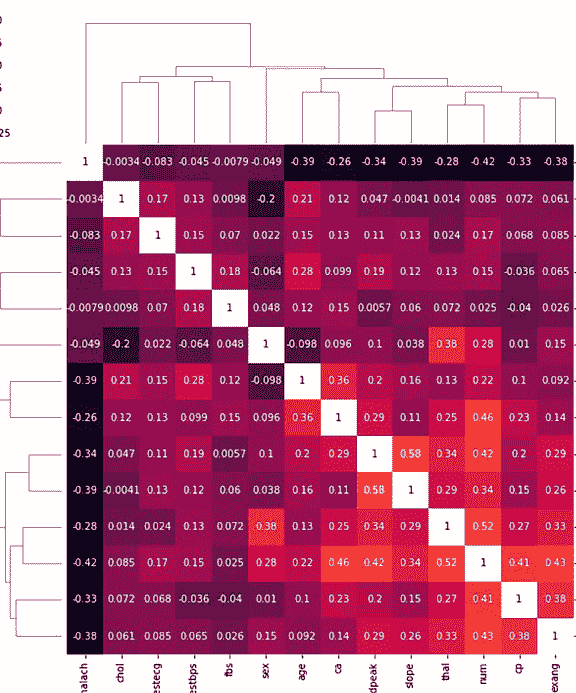 25
1 -0.0034 -0.083 -0.045 -0.0079 -0.049 -0.39 -0.26 -0.34 -0.39 -0.28 -0.42 -0.33 -0.38
-0.0034 1 0.17 0.13 0.0098 -0.2 0.21 0.12 0.047 -0.0041 0.014 0.085 0.072 0.061
-0.083 0.17 1 0.15 0.07 0.022 0.15 0.13 0.11 0.13 0.024 0.17 0.068 0.085
-0.045 0.13 0.15 1 0.18 -0.064 0.28 0.099 0.19 0.12 0.13 0.15 -0.036 0.065
-0.0079 0.0098 0.07 0.18 1 0.048 0.12 0.15 0.0057 0.06 0.072 0.025 -0.04 0.026
-0.049 -0.2 0.022 -0.064 0.048 1 -0.098 0.096 0.1 0.038 0.38 0.28 0.01 0.15
-0.39 0.21 0.15 0.28 0.12 -0.098 1 0.36 0.2 0.16 0.13 0.22 0.1 0.092
-0.26 0.12 0.13 0.099 0.15 0.096 0.36 1 0.29 0.11 0.25 0.46 0.23 0.14
-0.34 0.047 0.11 0.19 0.0057 0.1 0.2 0.29 1 0.58 0.34 0.42 0.2 0.29
-0.39 -0.0041 0.13 0.12 0.06 0.038 0.16 0.11 0.58 1 0.29 0.34 0.15 0.26
-0.28 0.014 0.024 0.13 0.072 0.38 0.13 0.25 0.34 0.29 1 0.52 0.27 0.33
-0.42 0.085 0.17 0.15 0.025 0.28 0.22 0.46 0.42 0.34 0.52 1 0.41 0.43
-0.33 0.072 0.068 -0.036 -0.04 0.01 0.1 0.23 0.2 0.15 0.27 0.41 1 0.38
-0.38 0.061 0.085 0.065 0.026 0.15 0.092 0.14 0.29 0.26 0.33 0.43 0.38 1
alach chol estecg estbps fbs sex age ca dpeak slope thal num cp exang